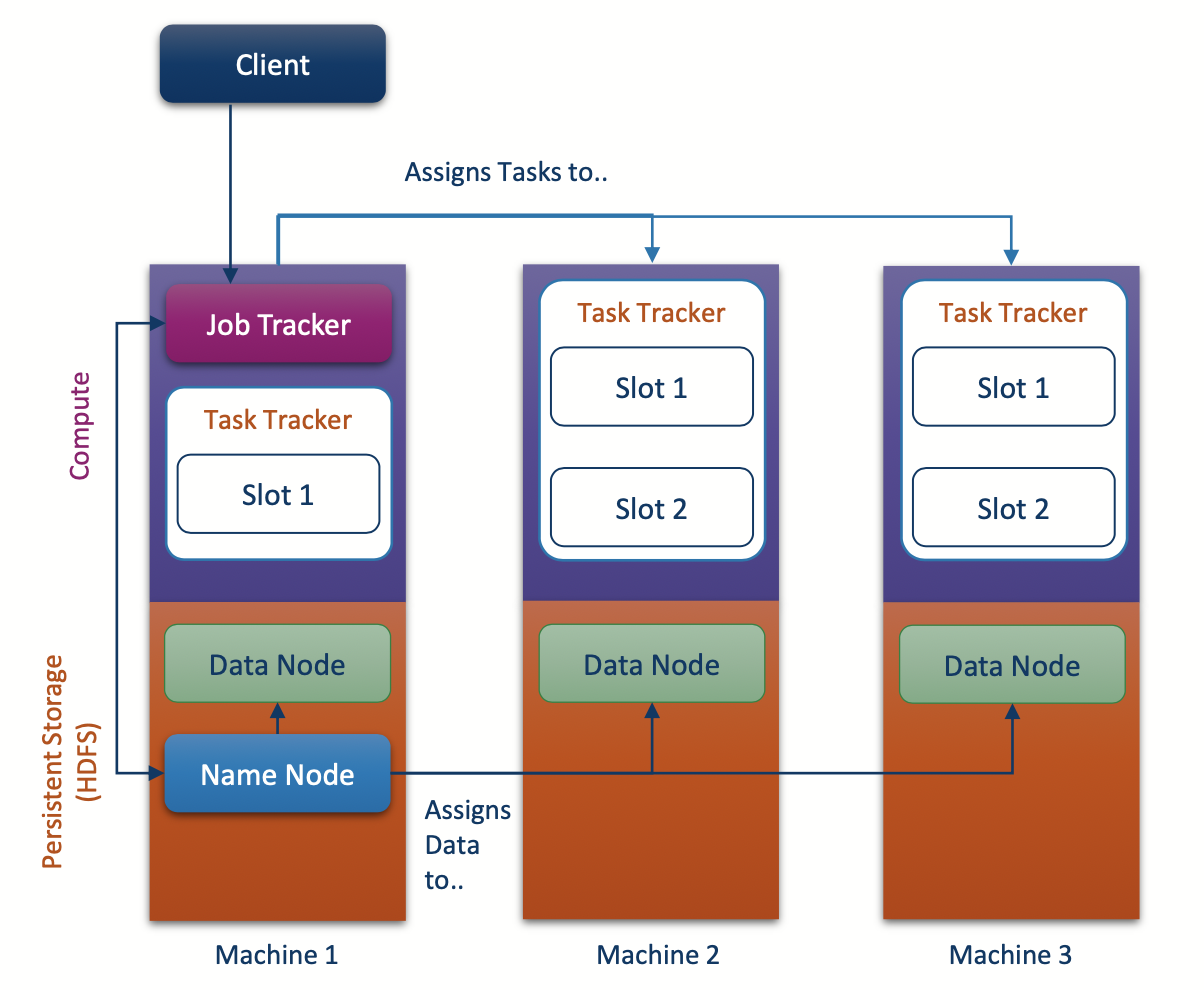 Client
Assigns Tasks to..
Job Tracker
Task Tracker
Slot 1
Task Tracker
Slot 1
Slot 2
Task Tracker
Slot 1
Slot 2
Compute
Data Node
Data Node
Data Node
Name Node
Persistent Storage
(HDFS)
Assigns
Data
to..
Machine 1
Machine 2
Machine 3